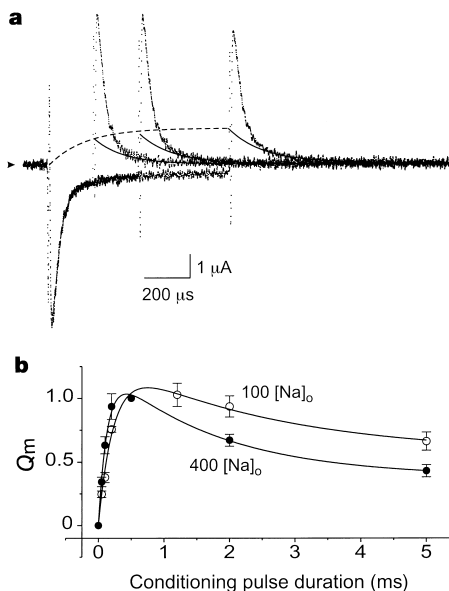 a
1 μA
200 μs
b
1.0
0.5
0
Qm
100 [Na]o
400 [Na]o
0 1 2 3 4 5
Conditioning pulse duration (ms)